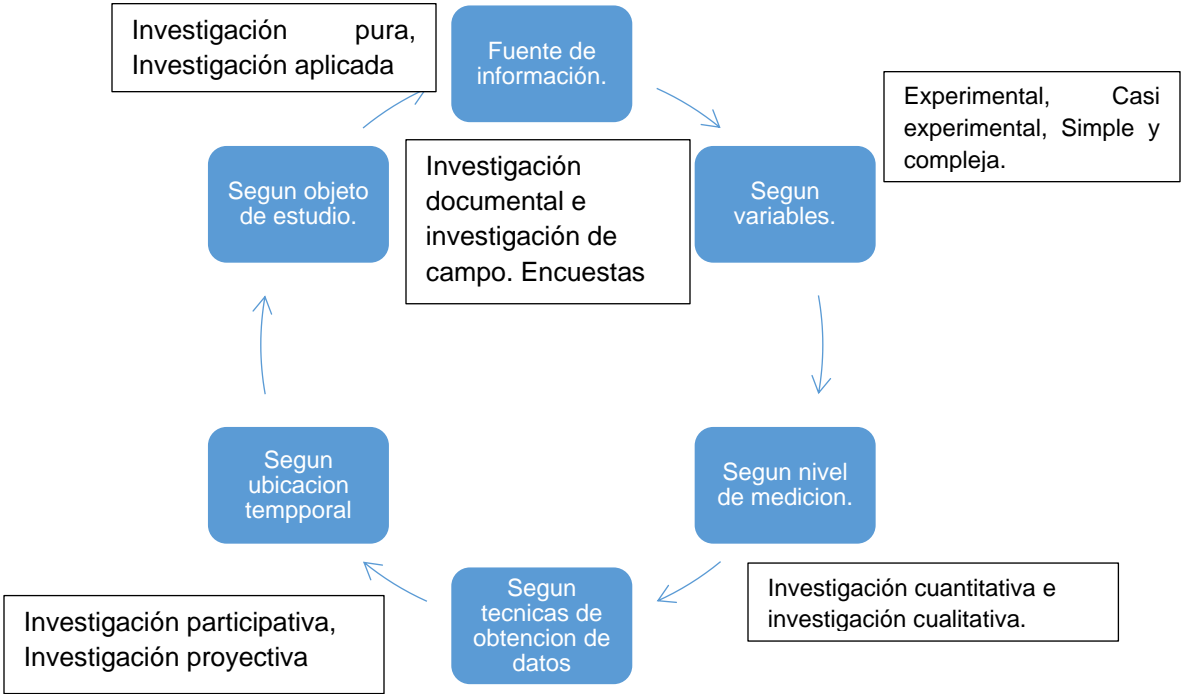 Investigación pura,
Investigación aplicada
Fuente de
información.
Experimental, Casi
experimental, Simple y
compleja.
Segun objeto
de estudio.
Investigación
documental e
investigación de
campo. Encuestas
Segun
variables.
Segun
ubicacion
tempporal
Segun nivel
de medicion.
Segun
tecnicas de
obtencion de
datos
Investigación cuantitativa e
investigación cualitativa.
Investigación participativa,
Investigación proyectiva